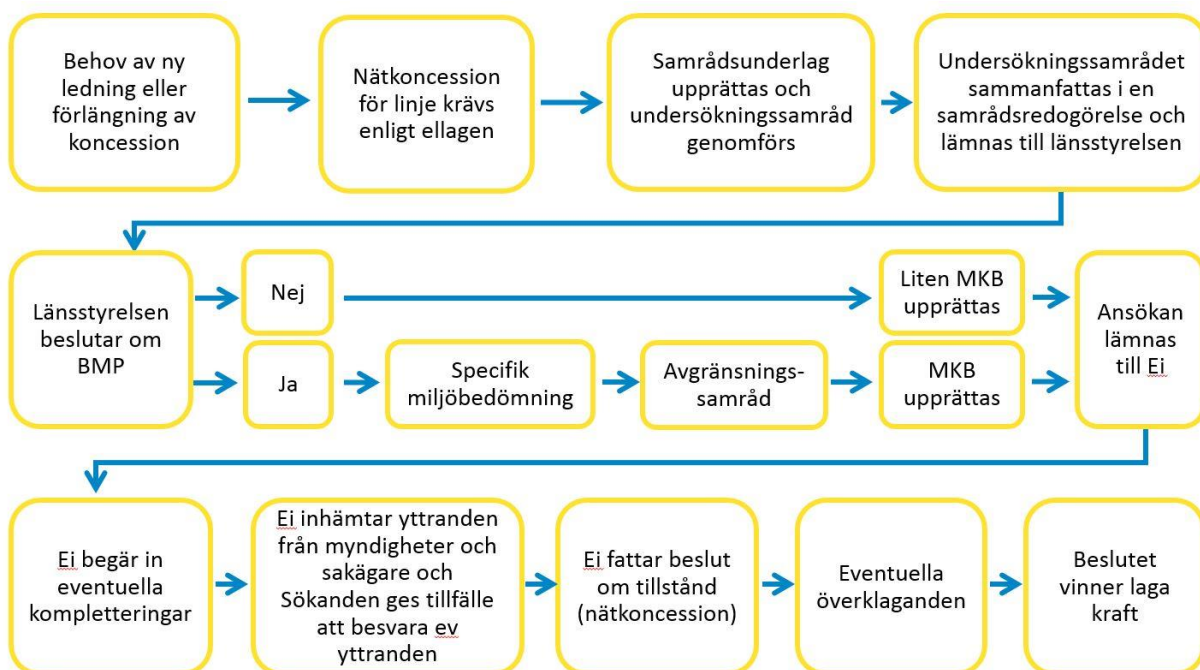 Behov av ny
ledning eller
förlängning av
koncession
Nätkoncession
för linje krävs
enligt ellagen
Samrådsunderlag
upprättas och
undersökningssamråd
genomförs
Undersökningssamrådet
sammanfattas i en
samrådsredogörelse och
lämnas till länsstyrelsen
Länsstyrelsen
beslutar om
BMP
Nej
Liten MKB
upprättas
Ja
Specifik
miljöbedömning
Avgränsnings-
samråd
MKB
upprättas
Ansökan
lämnas
till Ei
Ei begär in
eventuella
kompletteringar
Ei inhämtar yttranden
från myndigheter och
sakägare och
Sökanden ges tillfälle
att besvara ev
yttranden
Ei fattar beslut
om tillstånd
(nätkoncession)
Eventuella
överklaganden
Beslutet
vinner laga
kraft